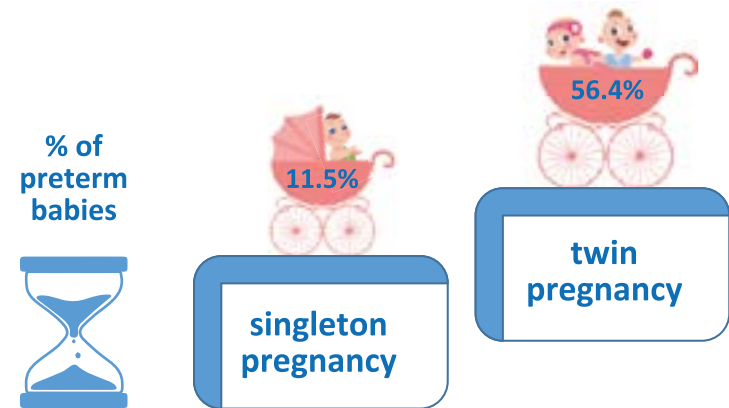 % of
preterm
babies
11.5%
singleton
pregnancy
56.4%
twin
pregnancy